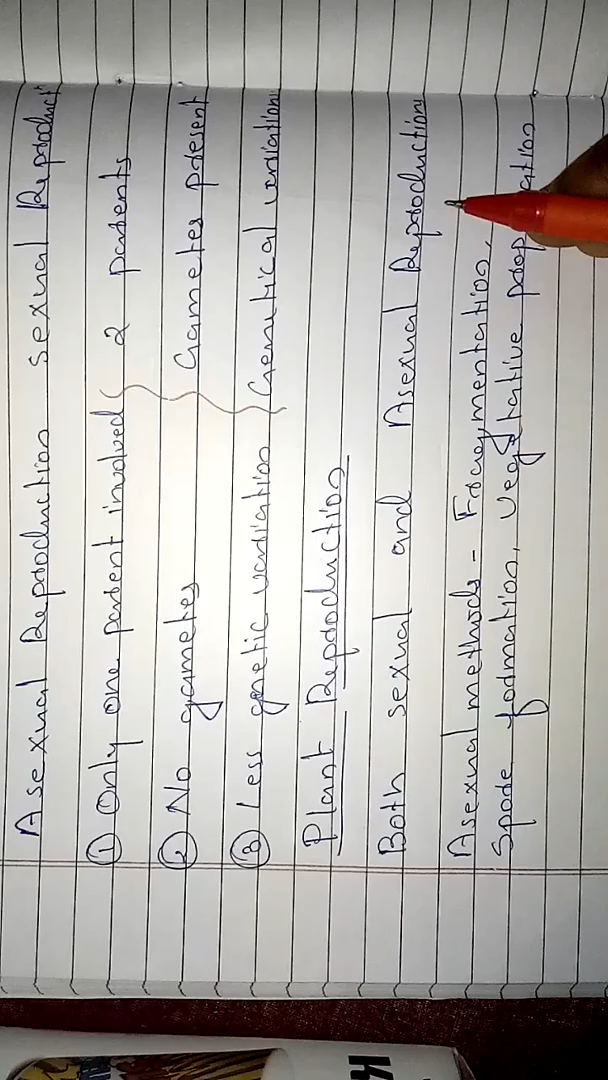 Asexual Reproduction sexual Reproduct
① Only one parent involved 2 parents
② No gametes Gametes present
③ Less genetic variation Genetical variation
Plant Reproduction
Both sexual and Asexual Reproduction
Asexual methods - Fragmentation,
Spore formation, vegetative propagation
K